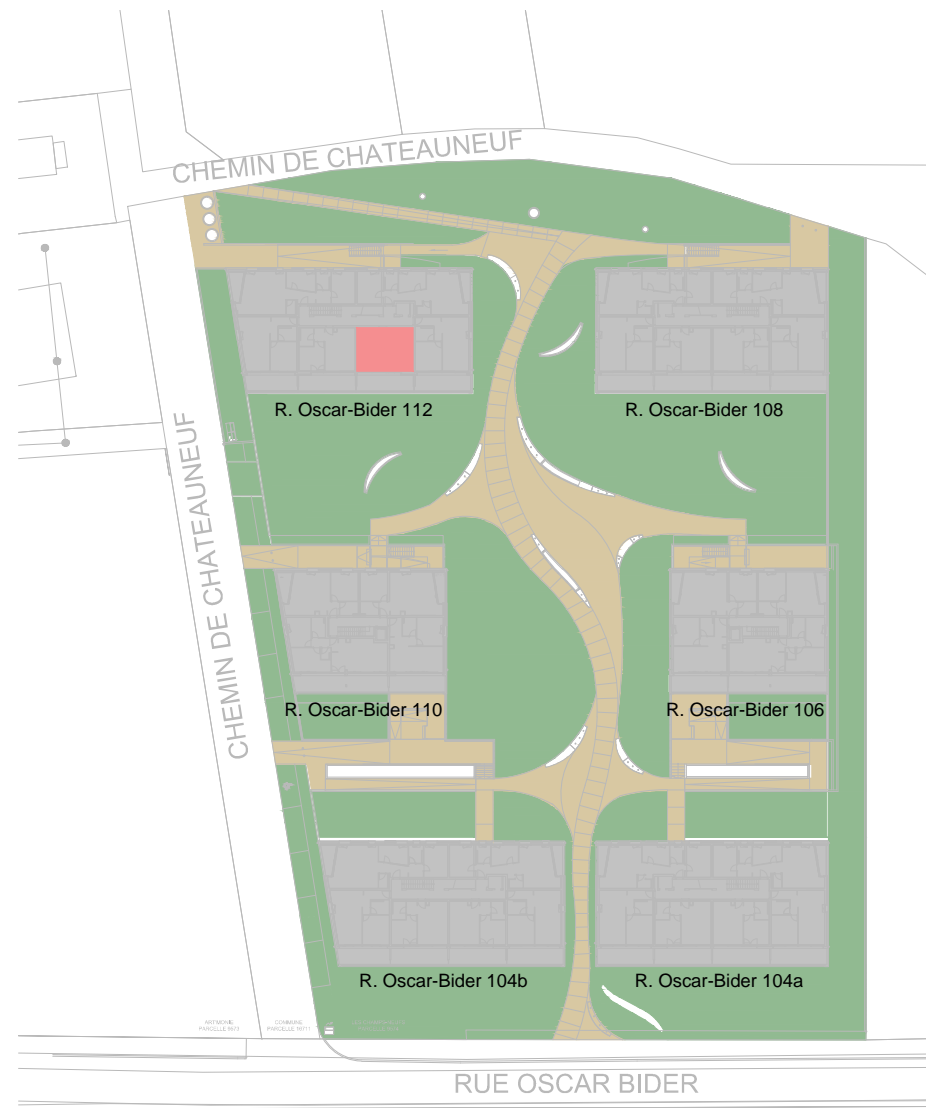 CHEMIN DE CHATEAUNEUF
R. Oscar-Bider 112
R. Oscar-Bider 108
CHEMIN DE CHATEAUNEUF
R. Oscar-Bider 110
R. Oscar-Bider 106
R. Oscar-Bider 104b
R. Oscar-Bider 104a
COMMUNE
RUE OSCAR BIDER